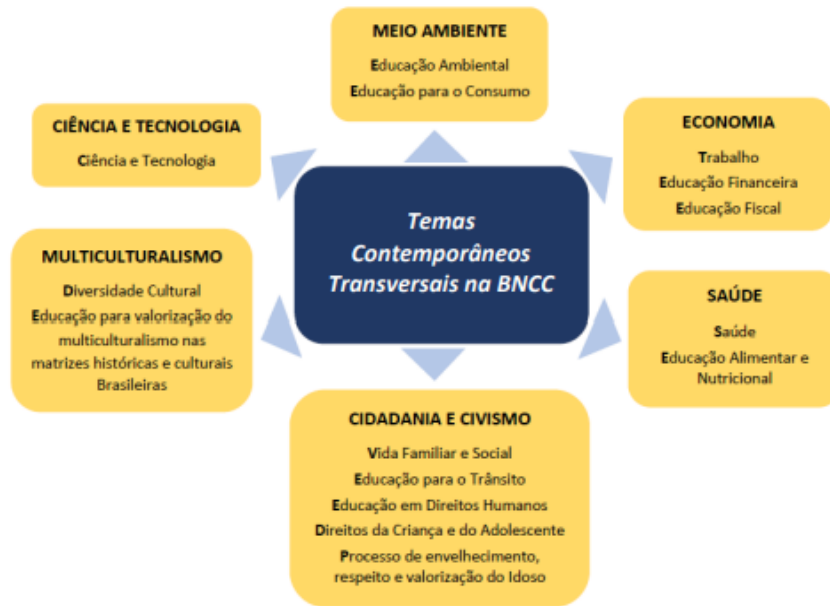 MEIO AMBIENTE
Educação Ambiental
Educação para o Consumo
CIÊNCIA E TECNOLOGIA
Ciência e Tecnologia
ECONOMIA
Trabalho
Educação Financeira
Educação Fiscal
Temas
Contemporâneos
Transversais na BNCC
MULTICULTURALISMO
Diversidade Cultural
Educação para valorização do
multiculturalismo nas
matrizes históricas e culturais
Brasileiras
SAÚDE
Saúde
Educação Alimentar e
Nutricional
CIDADANIA E CIVISMO
Vida Familiar e Social
Educação para o Trânsito
Educação em Direitos Humanos
Direitos da Criança e do Adolescente
Processo de envelhecimento,
respeito e valorização do Idoso